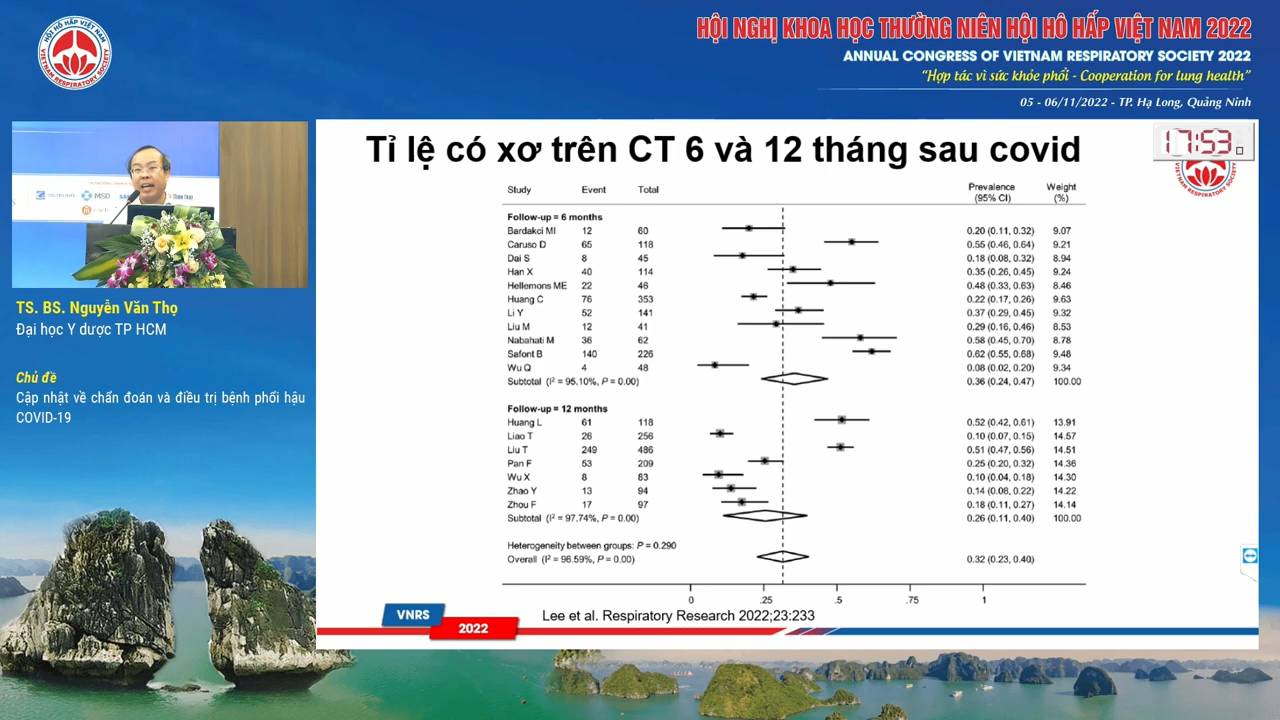 HỘI HÔ HẤP VIỆT NAM
VIETNAM RESPIRATORY SOCIETY
HỘI NGHỊ KHOA HỌC THƯỜNG NIÊN HỘI HÔ HẤP VIỆT NAM 2022
ANNUAL CONGRESS OF VIETNAM RESPIRATORY SOCIETY 2022
“Hợp tác vì sức khỏe phổi - Cooperation for lung health”
05 - 06/11/2022 - TP. Hạ Long, Quảng Ninh
MSD
TS. BS. Nguyễn Văn Thọ
Đại học Y dược TP HCM
Chủ đề
Cập nhật về chẩn đoán và điều trị bệnh phổi hậu
COVID-19
Tỉ lệ có xơ trên CT 6 và 12 tháng sau covid
17:53
Study Event Total Prevalence (95% CI) Weight (%)
Follow-up = 6 months
Bardakci MI 12 60 0.20 (0.11, 0.32) 9.07
Caruso D 65 118 0.55 (0.46, 0.64) 9.21
Dai S 8 45 0.18 (0.08, 0.32) 8.94
Han X 40 114 0.35 (0.26, 0.45) 9.24
Hellemons ME 22 46 0.48 (0.33, 0.63) 8.46
Huang C 76 353 0.22 (0.17, 0.26) 9.63
Li Y 52 141 0.37 (0.29, 0.45) 9.32
Liu M 12 41 0.29 (0.16, 0.46) 8.53
Nabahati M 36 62 0.58 (0.45, 0.70) 8.78
Safont B 140 226 0.62 (0.55, 0.68) 9.48
Wu Q 4 48 0.08 (0.02, 0.20) 9.34
Subtotal (I² = 95.10%, P = 0.00) 0.36 (0.24, 0.47) 100.00
Follow-up = 12 months
Huang L 61 118 0.52 (0.42, 0.61) 13.91
Liao T 26 256 0.10 (0.07, 0.15) 14.57
Liu T 249 486 0.51 (0.47, 0.56) 14.51
Pan F 53 209 0.25 (0.20, 0.32) 14.36
Wu X 8 83 0.10 (0.04, 0.18) 14.30
Zhao Y 13 94 0.14 (0.08, 0.22) 14.22
Zhou F 17 97 0.18 (0.11, 0.27) 14.14
Subtotal (I² = 97.74%, P = 0.00) 0.26 (0.11, 0.40) 100.00
Heterogeneity between groups: P = 0.290
Overall (I² = 96.59%, P = 0.00) 0.32 (0.23, 0.40)
0 .25 .5 .75 1
Lee et al. Respiratory Research 2022;23:233
VNRS
2022